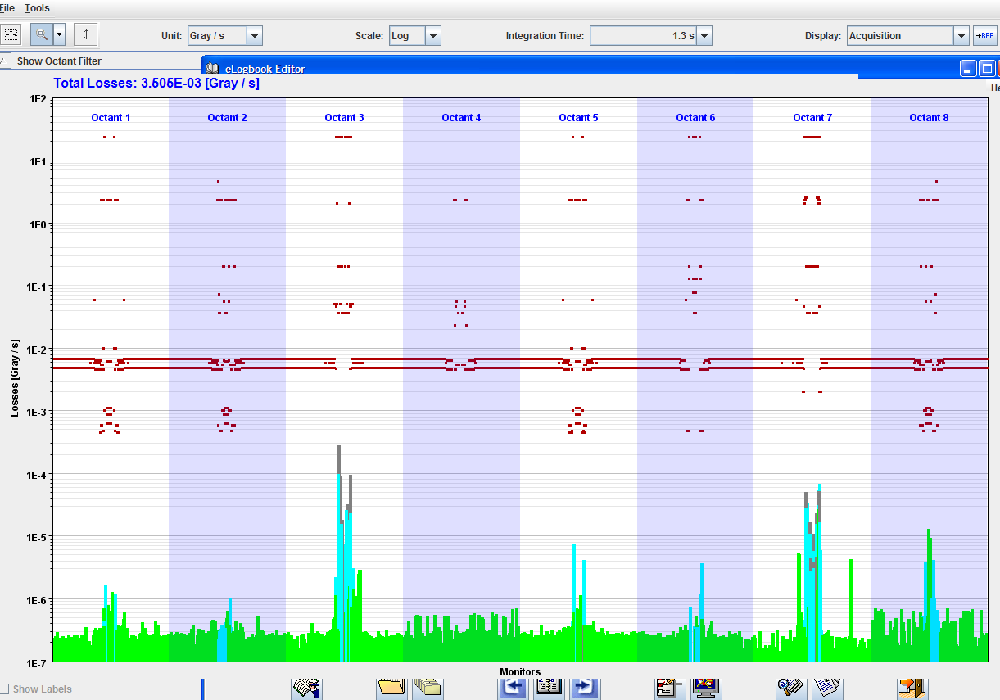 File Tools
Unit: Gray / s Scale: Log Integration Time: 1.3 s Display: Acquisition →REF
Show Octant Filter
eLogbook Editor
Total Losses: 3.505E-03 [Gray / s]
He
1E2
Octant 1 Octant 2 Octant 3 Octant 4 Octant 5 Octant 6 Octant 7 Octant 8
1E1
1E0
1E-1
1E-2
1E-3
1E-4
1E-5
1E-6
1E-7
Losses [Gray / s]
Monitors
Show Labels